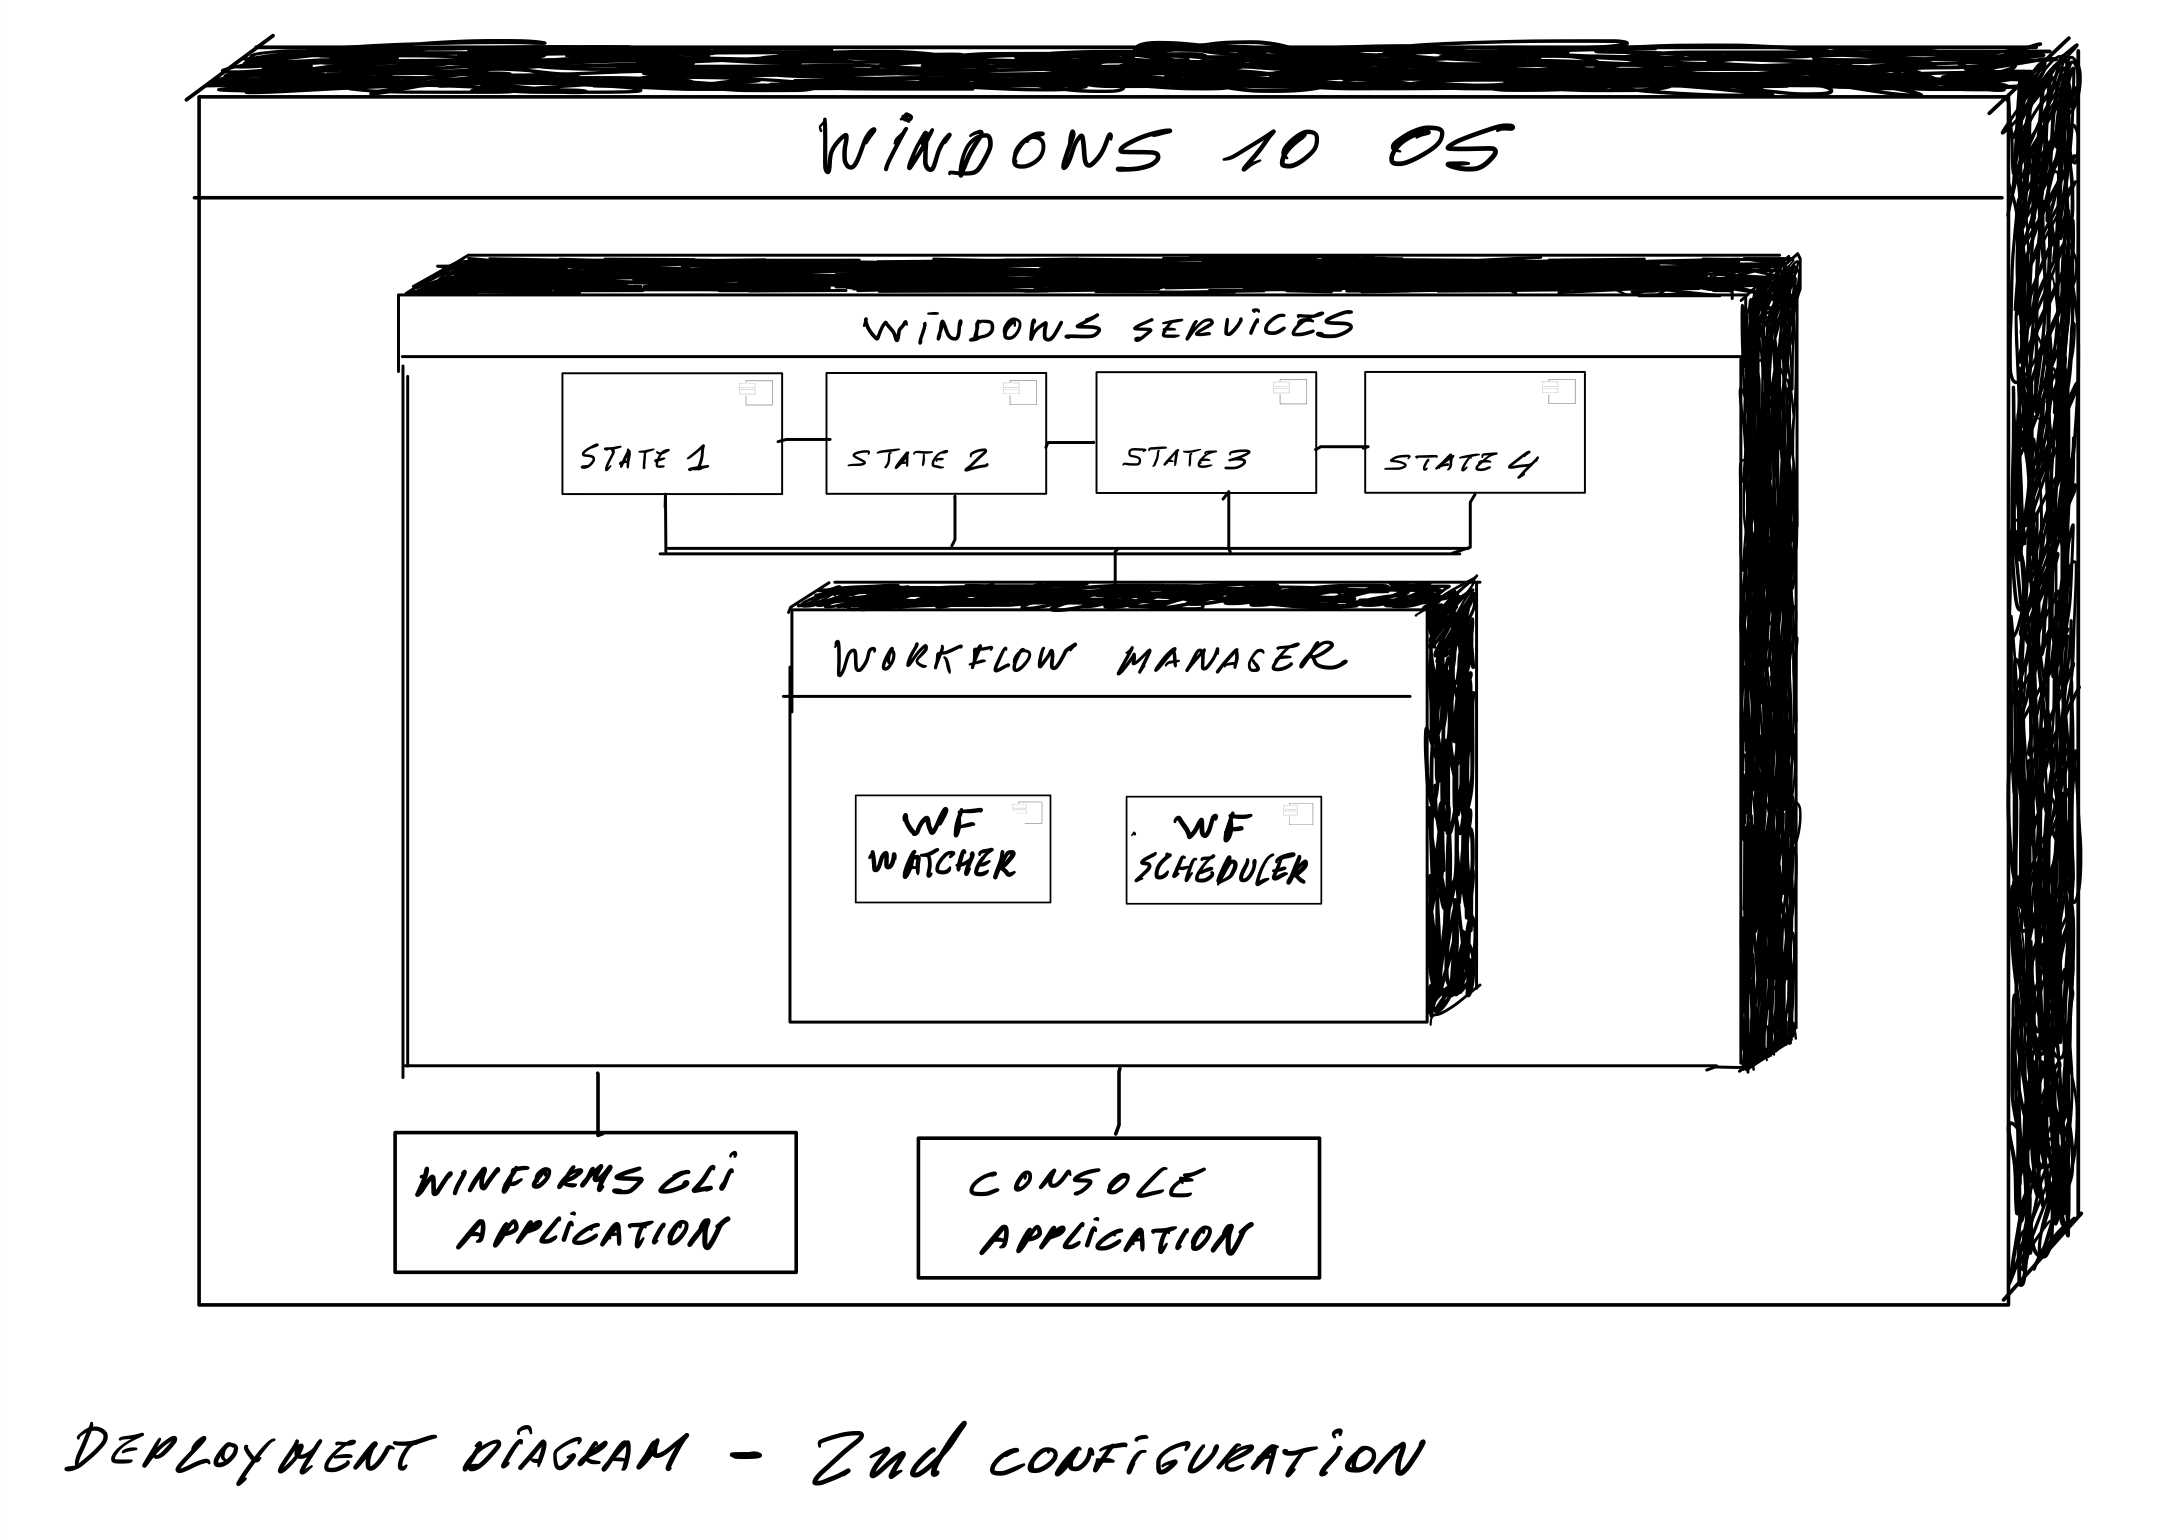 WINDOWS 10 OS
WINDOWS SERVICES
STATE 1
STATE 2
STATE 3
STATE 4
WORKFLOW MANAGER
WF
WATCHER
WF
SCHEDULER
WINFORMS CLI
APPLICATION
CONSOLE
APPLICATION
DEPLOYMENT DIAGRAM - 2nd CONFIGURATION